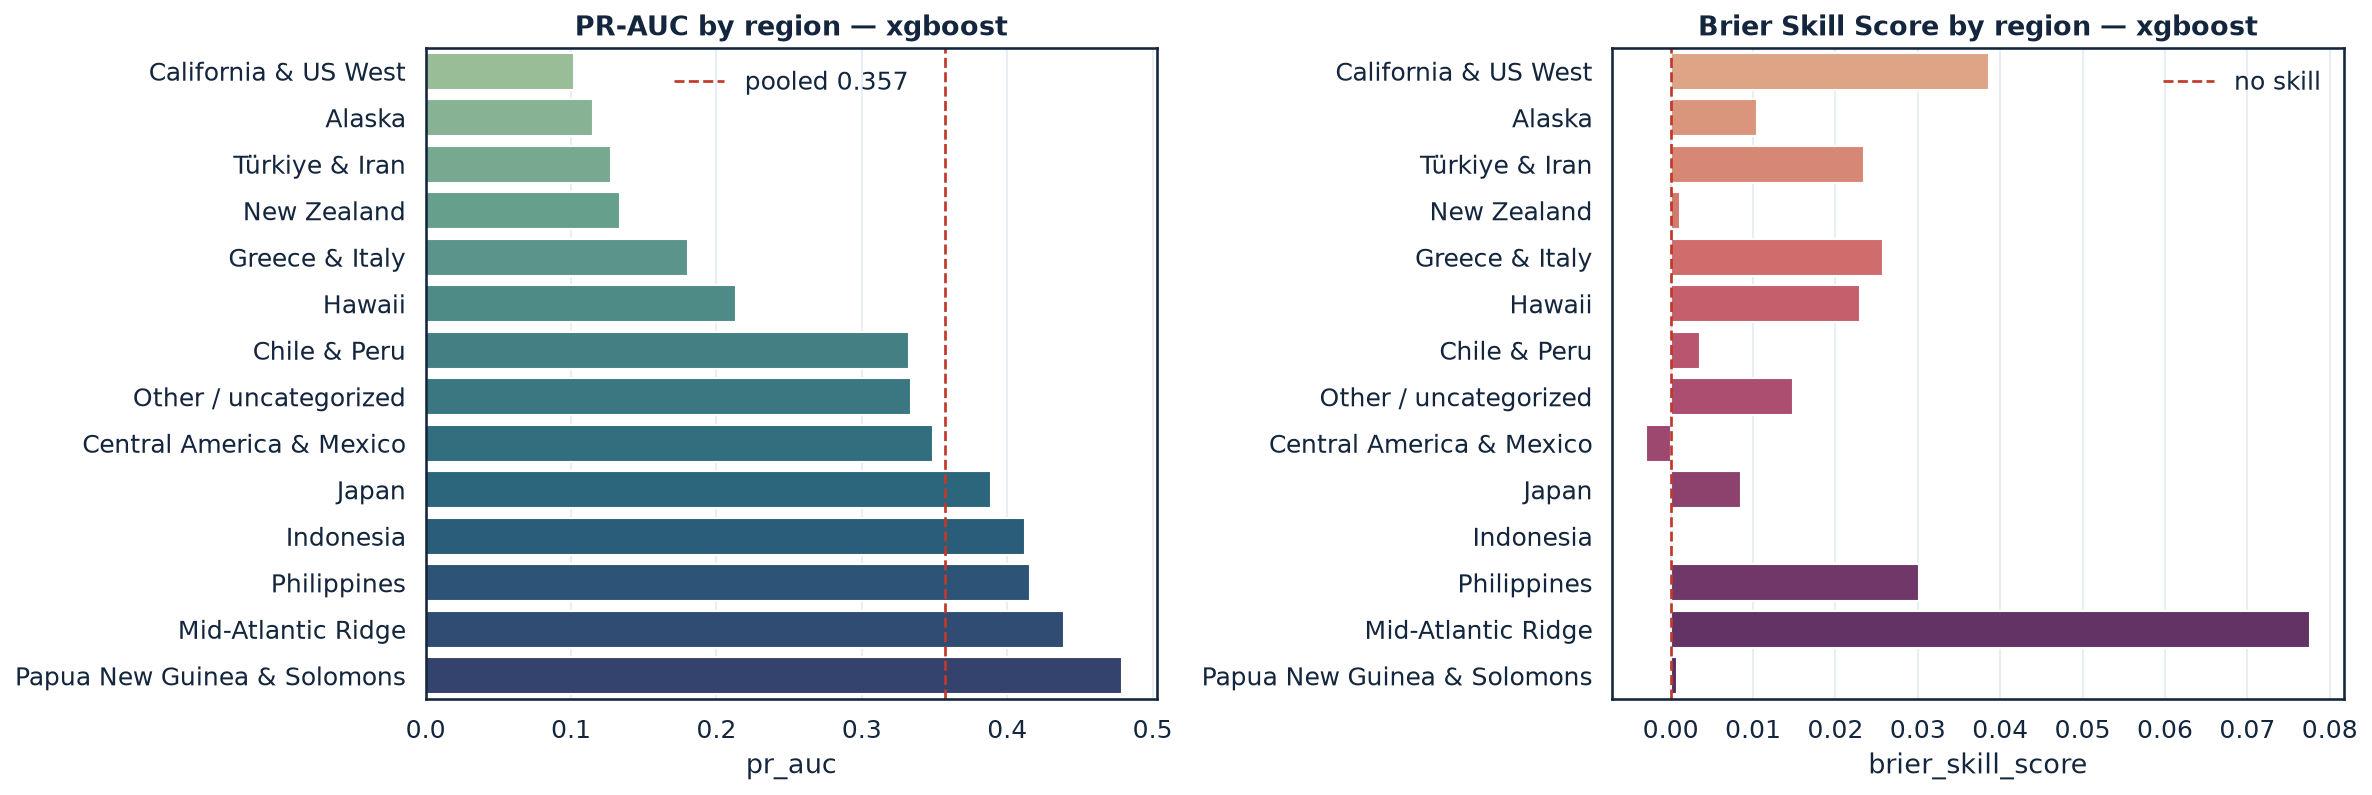 PR-AUC by region — xgboost
pooled 0.357
California & US West
Alaska
Türkiye & Iran
New Zealand
Greece & Italy
Hawaii
Chile & Peru
Other / uncategorized
Central America & Mexico
Japan
Indonesia
Philippines
Mid-Atlantic Ridge
Papua New Guinea & Solomons
0.0 0.1 0.2 0.3 0.4 0.5
pr_auc
Brier Skill Score by region — xgboost
no skill
California & US West
Alaska
Türkiye & Iran
New Zealand
Greece & Italy
Hawaii
Chile & Peru
Other / uncategorized
Central America & Mexico
Japan
Indonesia
Philippines
Mid-Atlantic Ridge
Papua New Guinea & Solomons
0.00 0.01 0.02 0.03 0.04 0.05 0.06 0.07 0.08
brier_skill_score